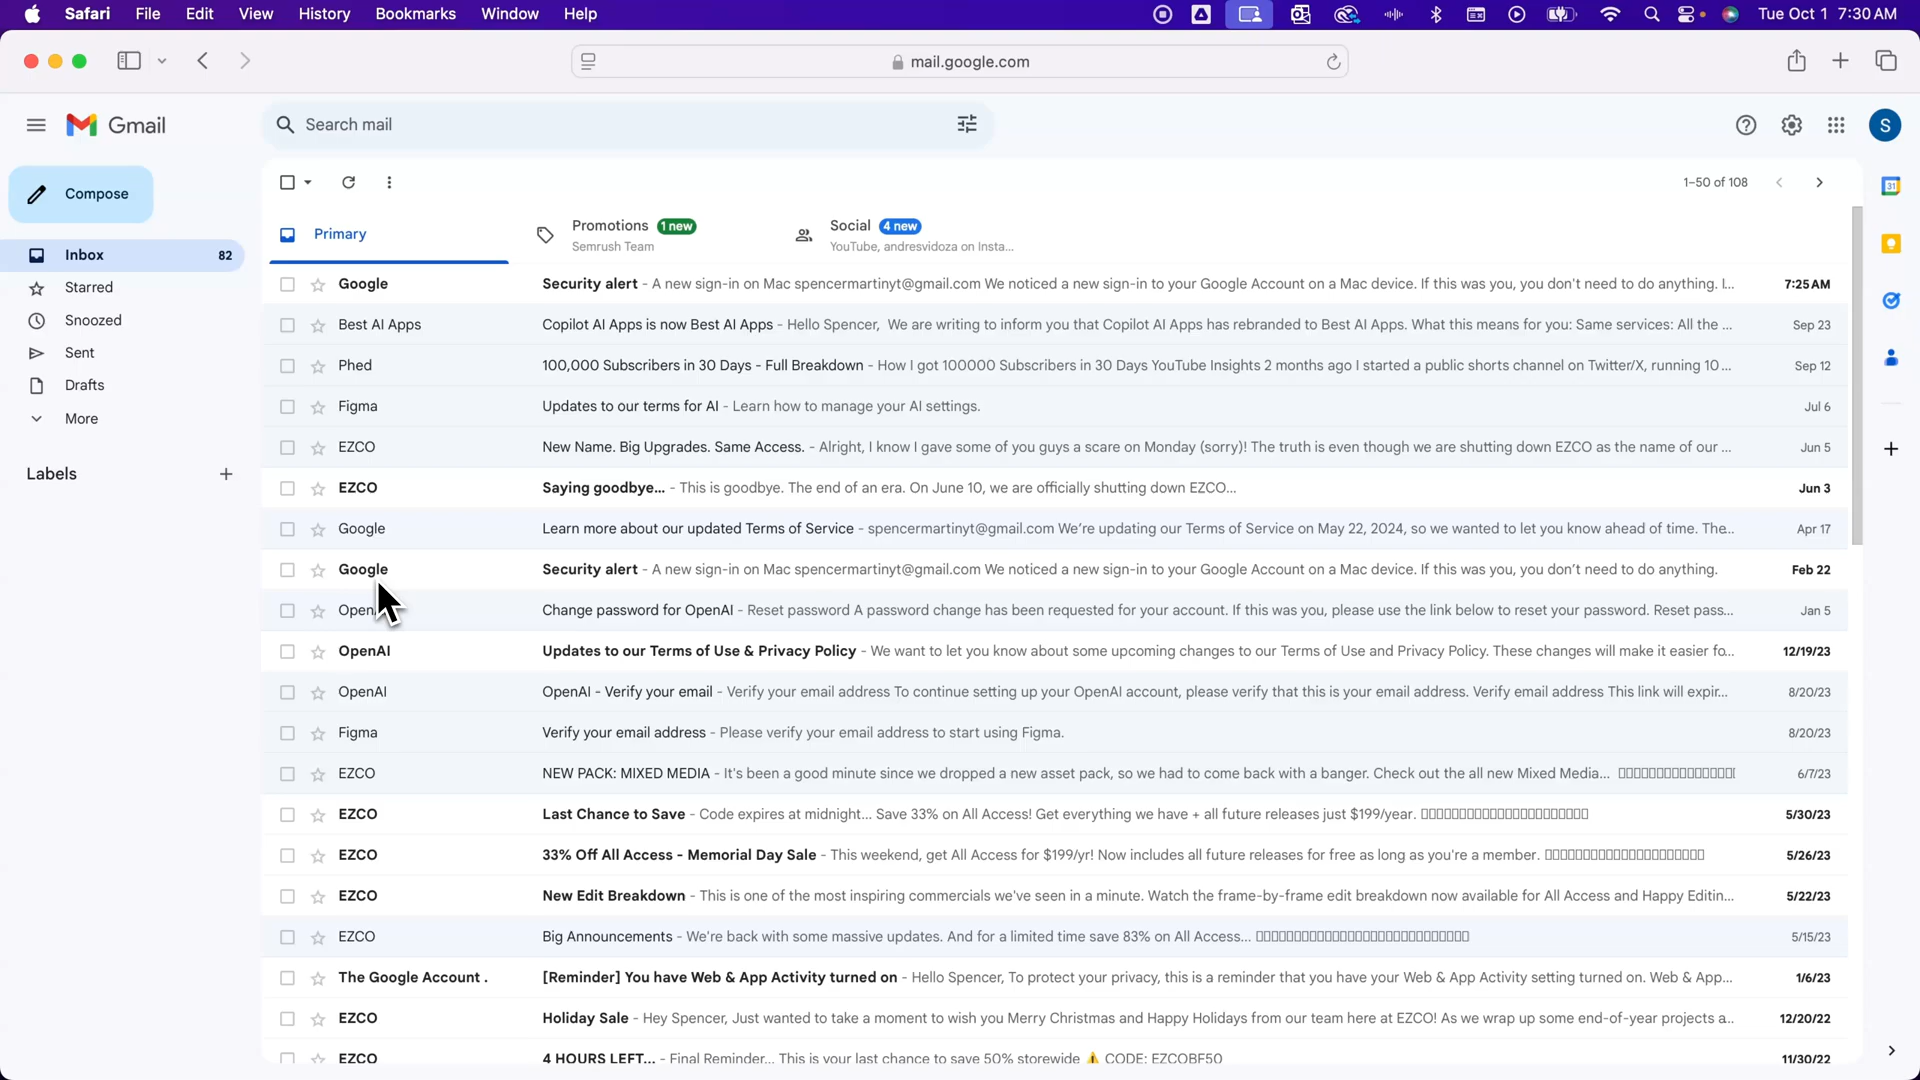 Safari File Edit View History Bookmarks Window Help Tue Oct 1 7:30 AM
mail.google.com
Gmail
Search mail
Compose
1–50 of 108
Primary
Promotions 1 new
Semrush Team
Social 4 new
YouTube, andresvidoza on Insta...
Inbox 82
Starred
Snoozed
Sent
Drafts
More
Labels
Google Security alert - A new sign-in on Mac spencermartinyt@gmail.com We noticed a new sign-in to your Google Account on a Mac device. If this was you, you don't need to do anything. I... 7:25 AM
Best AI Apps Copilot AI Apps is now Best AI Apps - Hello Spencer, We are writing to inform you that Copilot AI Apps has rebranded to Best AI Apps. What this means for you: Same services: All the ... Sep 23
Phed 100,000 Subscribers in 30 Days - Full Breakdown - How I got 100000 Subscribers in 30 Days YouTube Insights 2 months ago I started a public shorts channel on Twitter/X, running 10... Sep 12
Figma Updates to our terms for AI - Learn how to manage your AI settings. Jul 6
EZCO New Name. Big Upgrades. Same Access. - Alright, I know I gave some of you guys a scare on Monday (sorry)! The truth is even though we are shutting down EZCO as the name of our ... Jun 5
EZCO Saying goodbye... - This is goodbye. The end of an era. On June 10, we are officially shutting down EZCO... Jun 3
Google Learn more about our updated Terms of Service - spencermartinyt@gmail.com We're updating our Terms of Service on May 22, 2024, so we wanted to let you know ahead of time. The... Apr 17
Google Security alert - A new sign-in on Mac spencermartinyt@gmail.com We noticed a new sign-in to your Google Account on a Mac device. If this was you, you don't need to do anything. Feb 22
Change password for OpenAI - Reset password A password change has been requested for your account. If this was you, please use the link below to reset your password. Reset pass... Jan 5
OpenAI Updates to our Terms of Use & Privacy Policy - We want to let you know about some upcoming changes to our Terms of Use and Privacy Policy. These changes will make it easier fo... 12/19/23
OpenAI OpenAI - Verify your email - Verify your email address To continue setting up your OpenAI account, please verify that this is your email address. Verify email address This link will expir... 8/20/23
Figma Verify your email address - Please verify your email address to start using Figma. 8/20/23
EZCO NEW PACK: MIXED MEDIA - It's been a good minute since we dropped a new asset pack, so we had to come back with a banger. Check out the all new Mixed Media... 6/7/23
EZCO Last Chance to Save - Code expires at midnight... Save 33% on All Access! Get everything we have + all future releases just $199/year. 5/30/23
EZCO 33% Off All Access - Memorial Day Sale - This weekend, get All Access for $199/yr! Now includes all future releases for free as long as you're a member. 5/26/23
EZCO New Edit Breakdown - This is one of the most inspiring commercials we've seen in a minute. Watch the frame-by-frame edit breakdown now available for All Access and Happy Editin... 5/22/23
EZCO Big Announcements - We're back with some massive updates. And for a limited time save 83% on All Access... 5/15/23
The Google Account . [Reminder] You have Web & App Activity turned on - Hello Spencer, To protect your privacy, this is a reminder that you have your Web & App Activity setting turned on. Web & App... 1/6/23
EZCO Holiday Sale - Hey Spencer, Just wanted to take a moment to wish you Merry Christmas and Happy Holidays from our team here at EZCO! As we wrap up some end-of-year projects a... 12/20/22
EZCO 4 HOURS LEFT... - Final Reminder... This is your last chance to save 50% storewide ⚠️ CODE: EZCOBF50 11/30/22
S
31